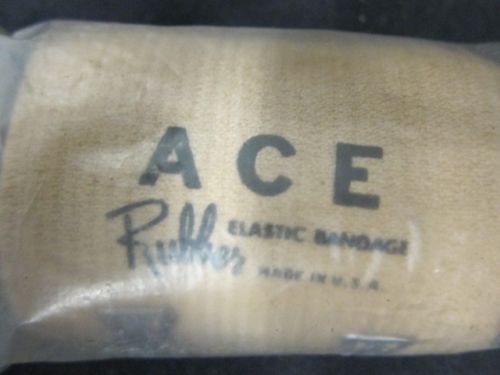 ACE
Rubber ELASTIC BANDAGE
MADE IN U.S.A.